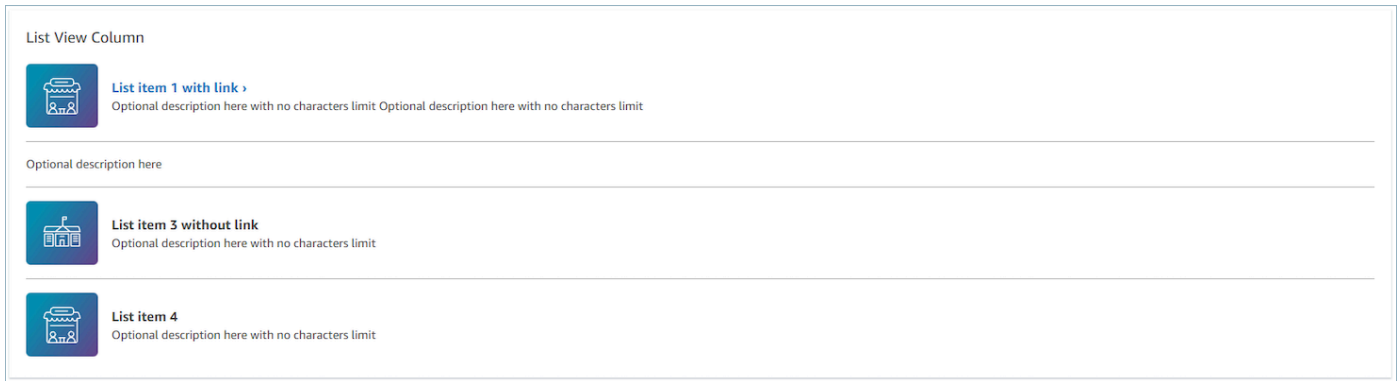 List View Column
List item 1 with link ›
Optional description here with no characters limit Optional description here with no characters limit
Optional description here
List item 3 without link
Optional description here with no characters limit
List item 4
Optional description here with no characters limit